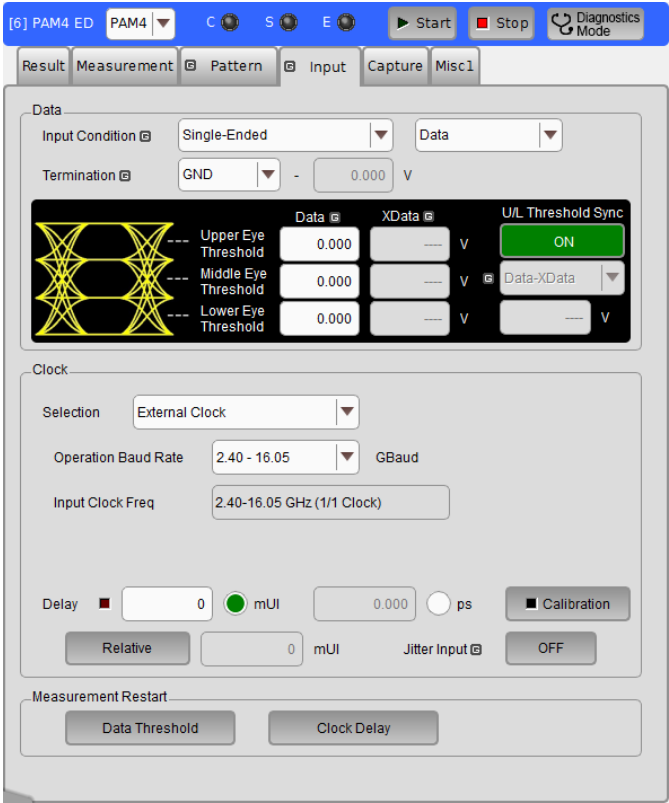 [6] PAM4 ED PAM4 C S E Start Stop Diagnostics Mode
Result Measurement G Pattern G Input Capture Misc1
Data
Input Condition G Single-Ended Data
Termination G GND - 0.000 V
Data G XData G U/L Threshold Sync
Upper Eye Threshold 0.000 ---- V ON
Middle Eye Threshold 0.000 ---- V G Data-XData
Lower Eye Threshold 0.000 ---- V ---- V
Clock
Selection External Clock
Operation Baud Rate 2.40 - 16.05 GBaud
Input Clock Freq 2.40-16.05 GHz (1/1 Clock)
Delay 0 mUI 0.000 ps Calibration
Relative 0 mUI Jitter Input G OFF
Measurement Restart
Data Threshold Clock Delay